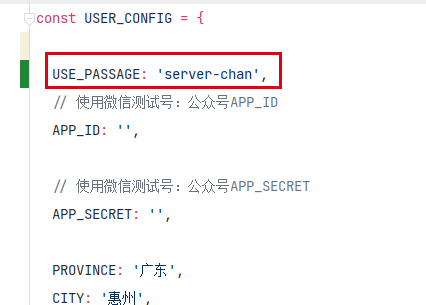 const USER_CONFIG = {
USE_PASSAGE: 'server-chan',
// 使用微信测试号：公众号APP_ID
APP_ID: '',
// 使用微信测试号：公众号APP_SECRET
APP_SECRET: '',
PROVINCE: '广东',
CITY: '惠州',